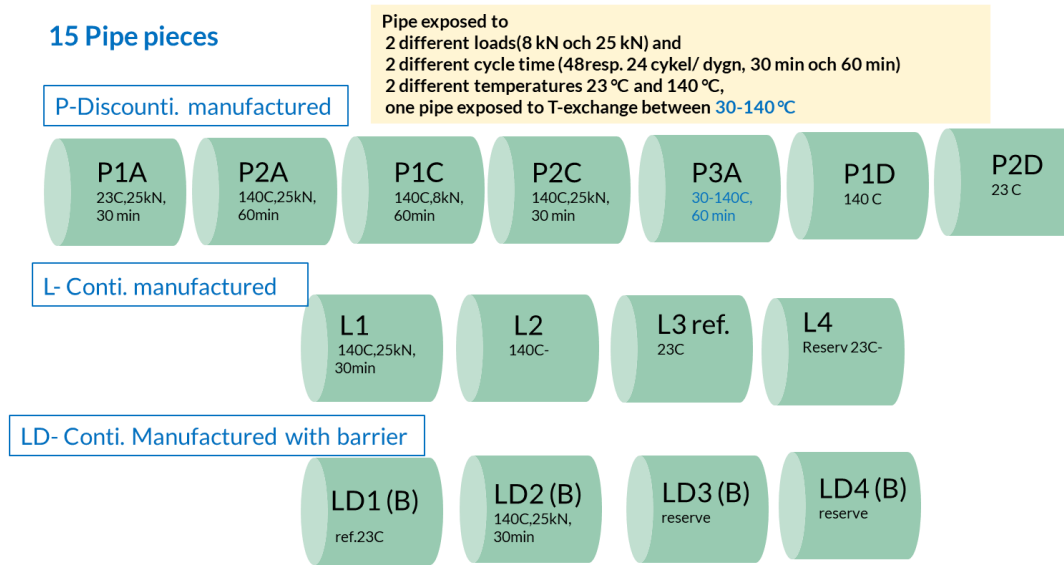 15 Pipe pieces
Pipe exposed to
2 different loads(8 kN och 25 kN) and
2 different cycle time (48resp. 24 cykel/ dygn, 30 min och 60 min)
2 different temperatures 23 °C and 140 °C,
one pipe exposed to T-exchange between 30-140 °C
P-Discounti. manufactured
P1A
23C,25kN,
30 min
P2A
140C,25kN,
60min
P1C
140C,8kN,
60min
P2C
140C,25kN,
30 min
P3A
30-140C,
60 min
P1D
140 C
P2D
23 C
L- Conti. manufactured
L1
140C,25kN,
30min
L2
140C-
L3 ref.
23C
L4
Reserv 23C-
LD- Conti. Manufactured with barrier
LD1 (B)
ref.23C
LD2 (B)
140C,25kN,
30min
LD3 (B)
reserve
LD4 (B)
reserve